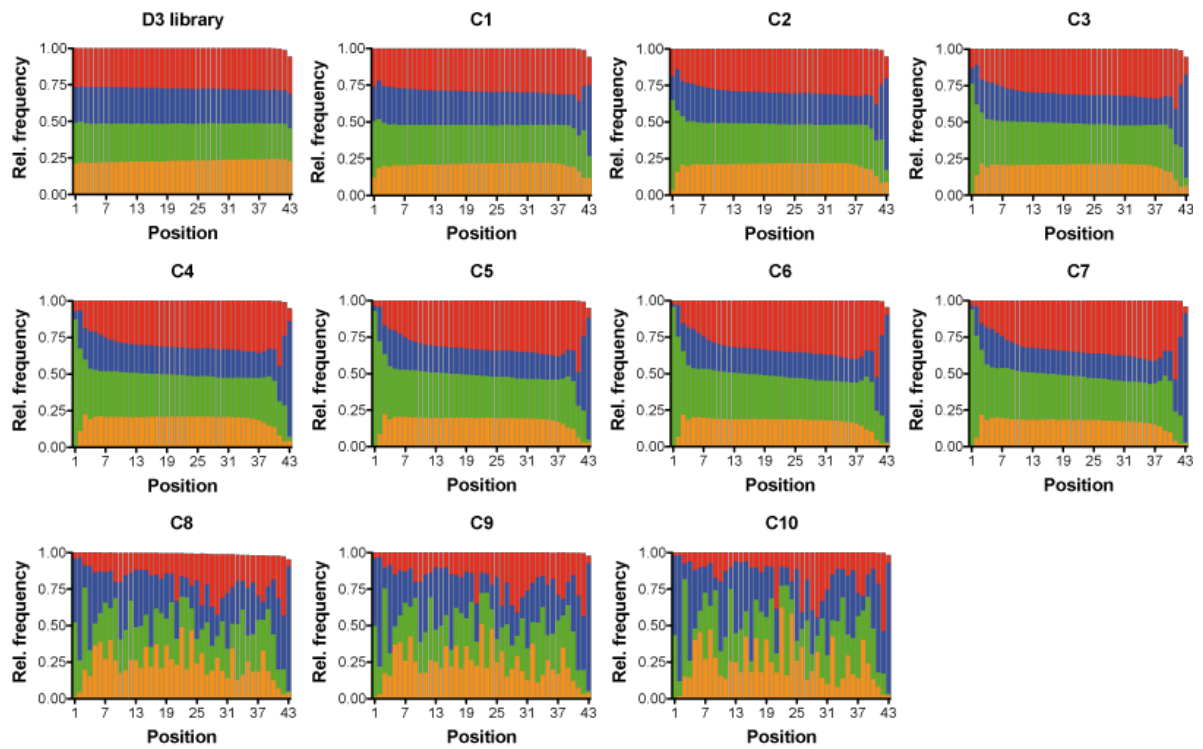 D3 library C1 C2 C3
Rel. frequency 1.00 0.75 0.50 0.25 0.00 1 7 13 19 25 31 37 43 Position
Rel. frequency 1.00 0.75 0.50 0.25 0.00 1 7 13 19 25 31 37 43 Position
Rel. frequency 1.00 0.75 0.50 0.25 0.00 1 7 13 19 25 31 37 43 Position
Rel. frequency 1.00 0.75 0.50 0.25 0.00 1 7 13 19 25 31 37 43 Position
C4 C5 C6 C7
Rel. frequency 1.00 0.75 0.50 0.25 0.00 1 7 13 19 25 31 37 43 Position
Rel. frequency 1.00 0.75 0.50 0.25 0.00 1 7 13 19 25 31 37 43 Position
Rel. frequency 1.00 0.75 0.50 0.25 0.00 1 7 13 19 25 31 37 43 Position
Rel. frequency 1.00 0.75 0.50 0.25 0.00 1 7 13 19 25 31 37 43 Position
C8 C9 C10
Rel. frequency 1.00 0.75 0.50 0.25 0.00 1 7 13 19 25 31 37 43 Position
Rel. frequency 1.00 0.75 0.50 0.25 0.00 1 7 13 19 25 31 37 43 Position
Rel. frequency 1.00 0.75 0.50 0.25 0.00 1 7 13 19 25 31 37 43 Position